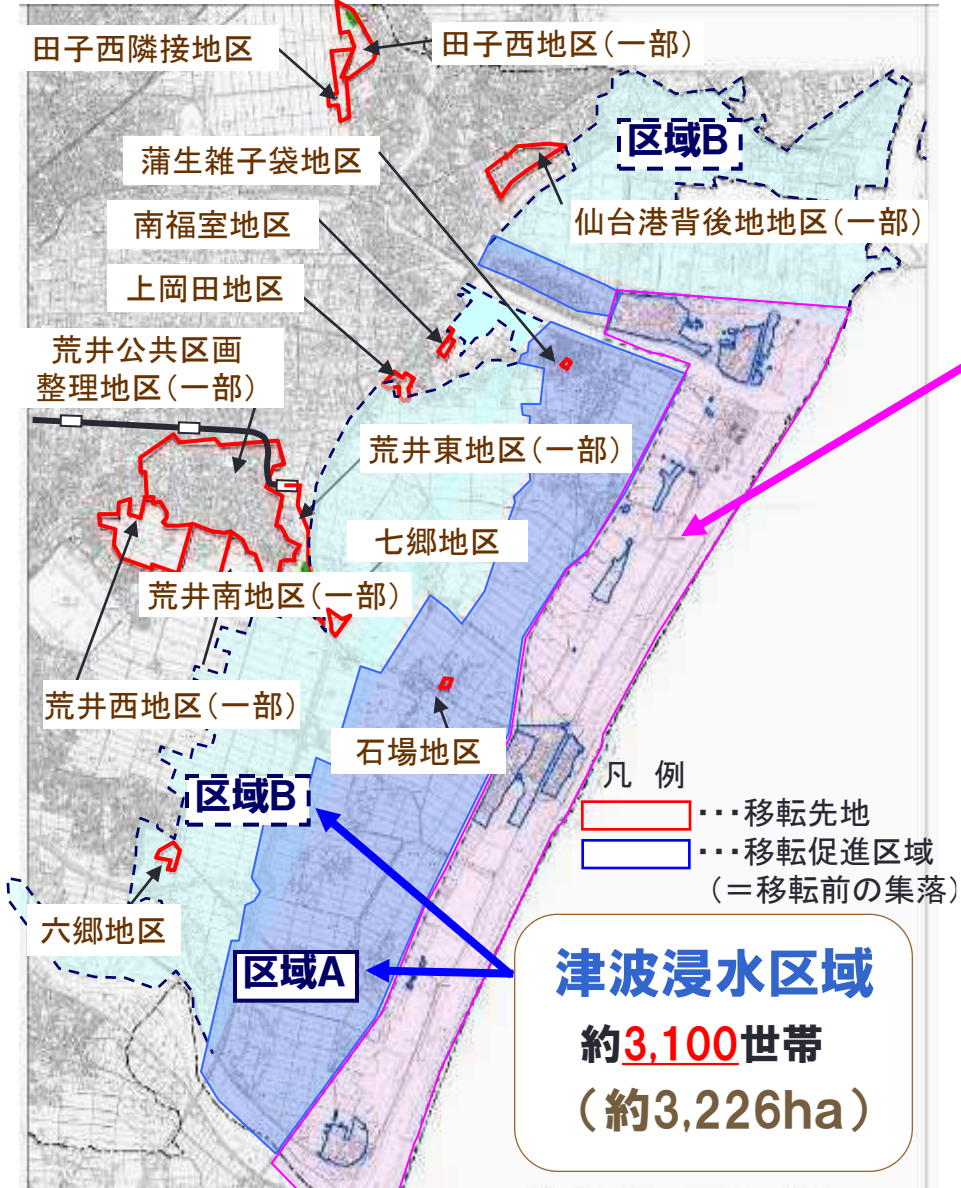 田子西隣接地区
田子西地区(一部)
区域B
蒲生雑子袋地区
南福室地区
仙台港背後地地区(一部)
上岡田地区
荒井公共区画
整理地区(一部)
荒井東地区(一部)
七郷地区
荒井南地区(一部)
荒井西地区(一部)
石場地区
凡 例
･･･移転先地
･･･移転促進区域
(=移転前の集落)
区域B
六郷地区
区域A
津波浸水区域
約3,100世帯
(約3,226ha)